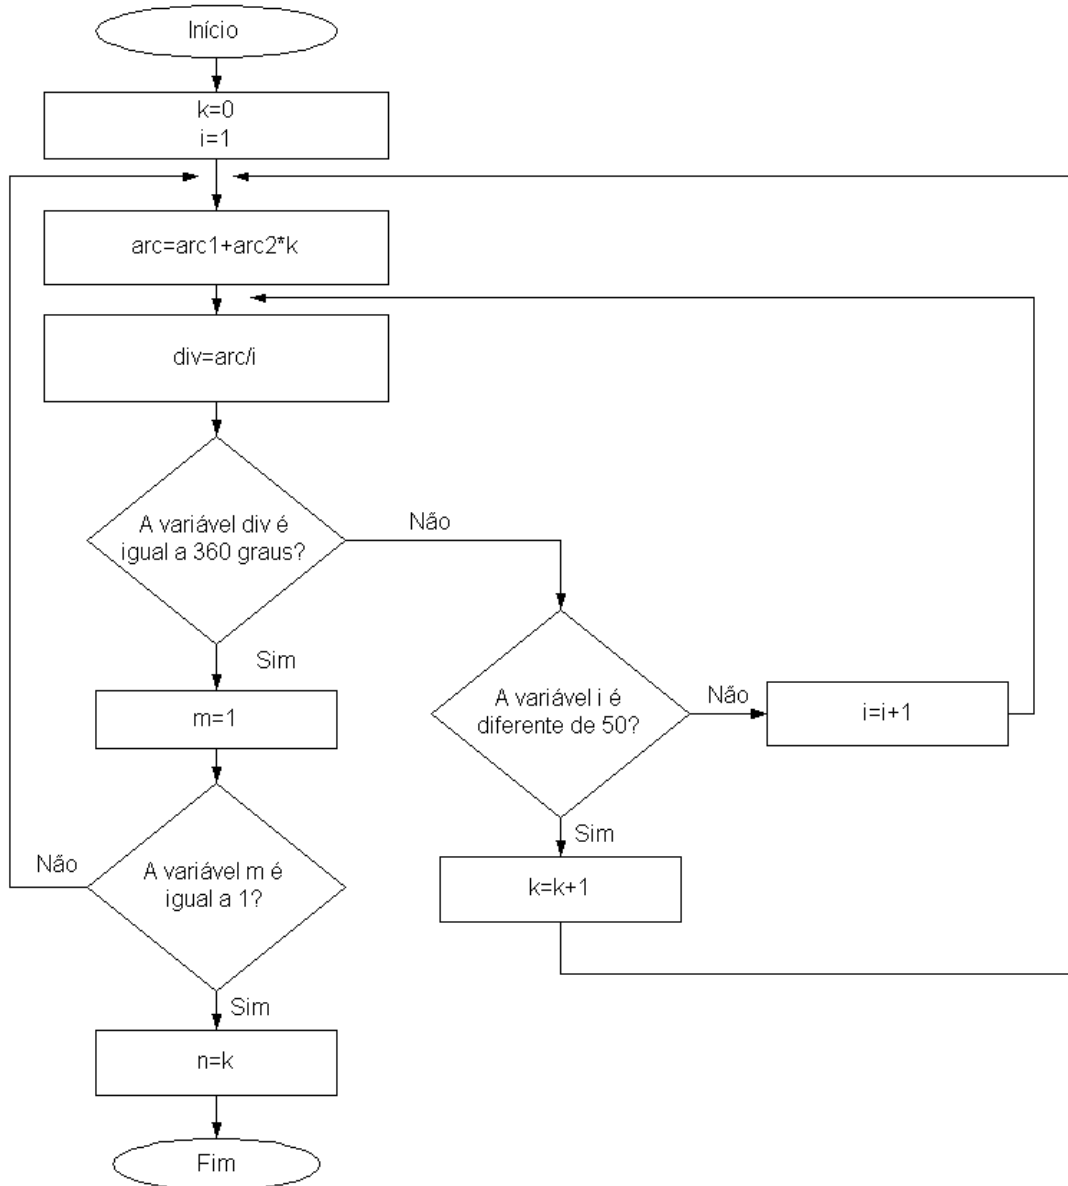 Início
k=0
i=1
arc=arc1+arc2*k
div=arc/i
A variável div é
igual a 360 graus?
Não
Sim
m=1
A variável i é
diferente de 50?
Não
i=i+1
Sim
k=k+1
A variável m é
igual a 1?
Não
Sim
n=k
Fim